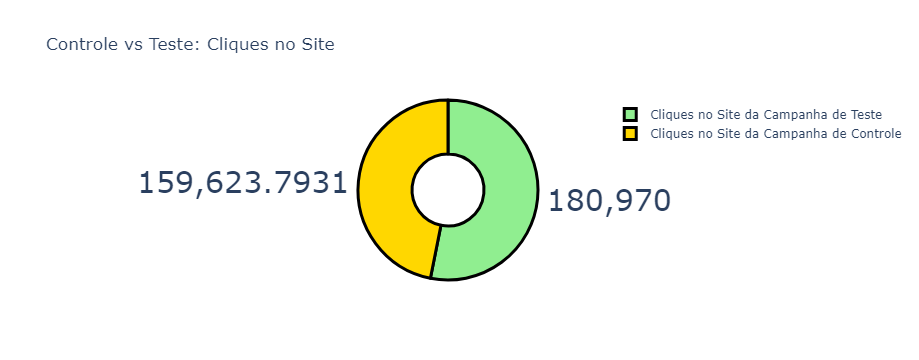 Controle vs Teste: Cliques no Site
Cliques no Site da Campanha de Teste
Cliques no Site da Campanha de Controle
159,623.7931
180,970